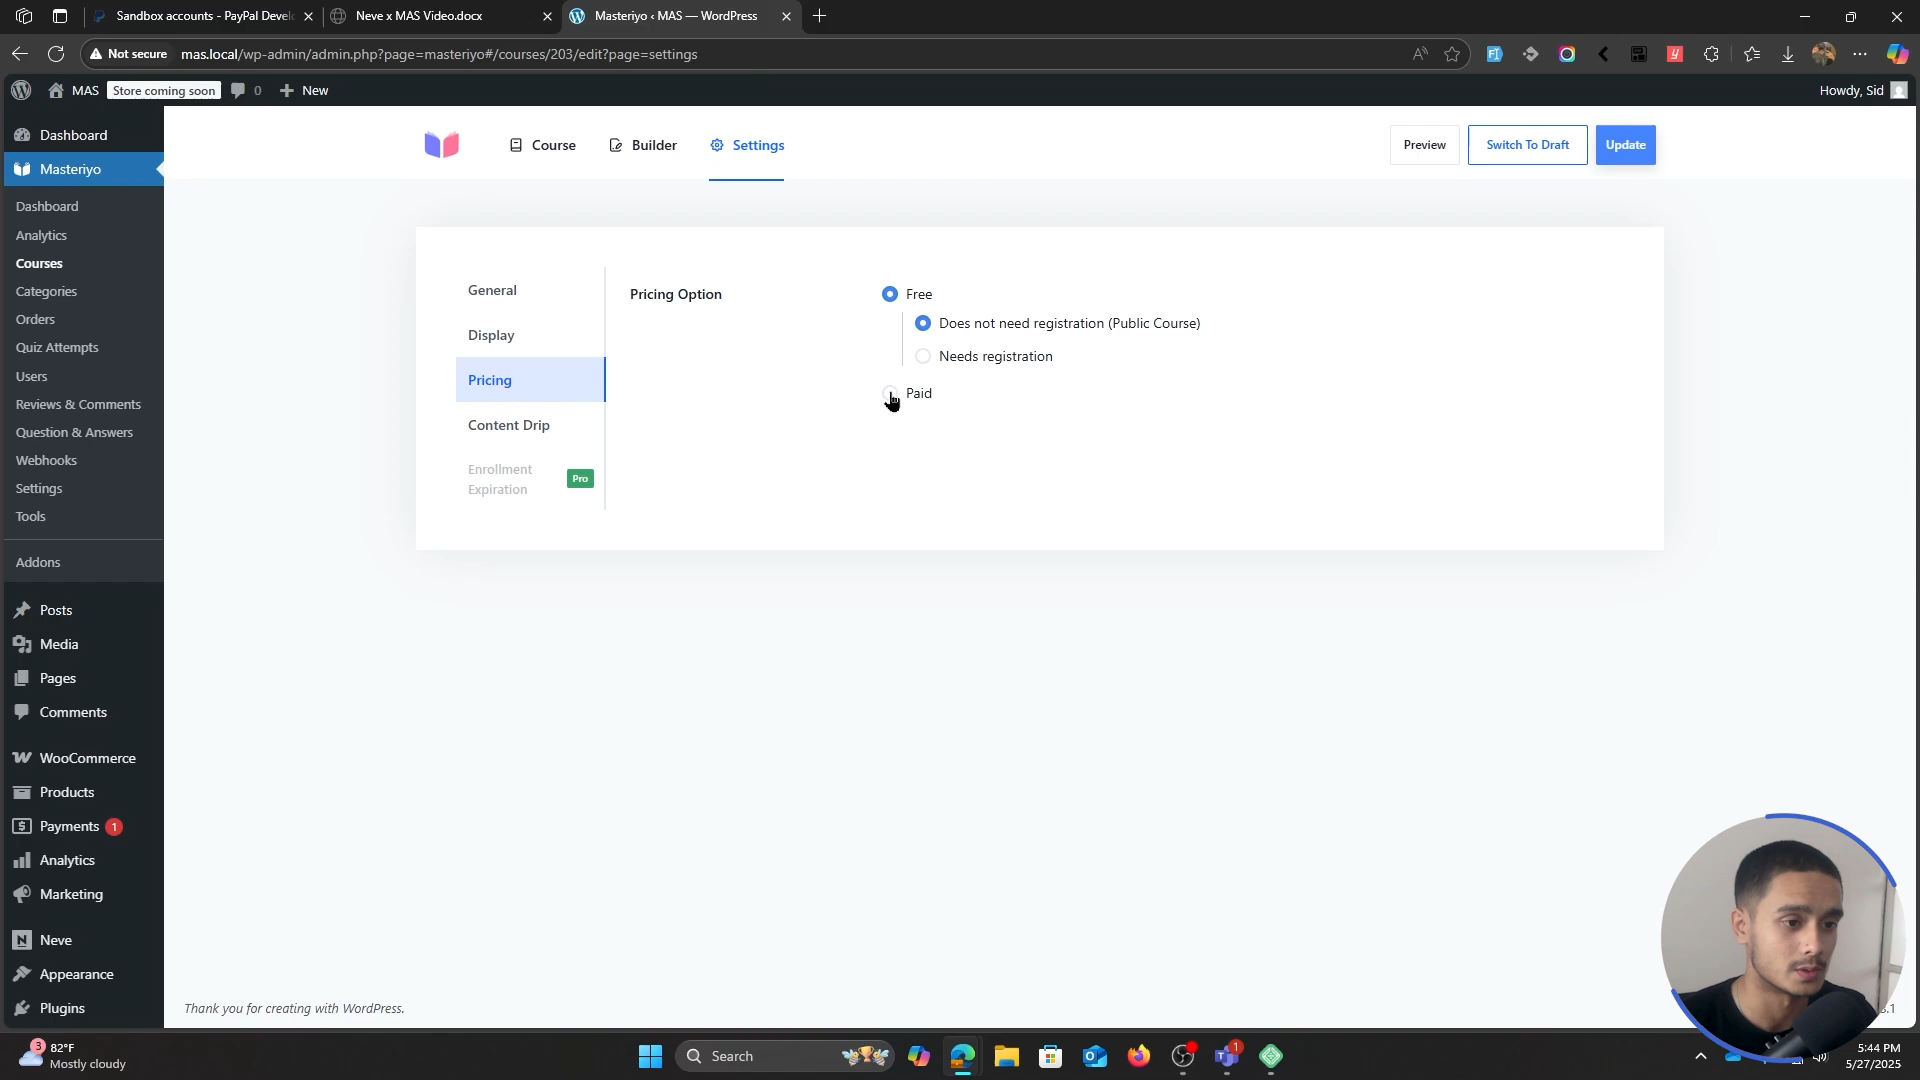 Sandbox accounts - PayPal Devel
Neve x MAS Video.docx
Masteriyo ‹ MAS — WordPress
Not secure
mas.local/wp-admin/admin.php?page=masteriyo#/courses/203/edit?page=settings
MAS
Store coming soon
0
New
Howdy, Sid
Dashboard
Masteriyo
Dashboard
Analytics
Courses
Categories
Orders
Quiz Attempts
Users
Reviews & Comments
Question & Answers
Webhooks
Settings
Tools
Addons
Posts
Media
Pages
Comments
WooCommerce
Products
Payments 1
Analytics
Marketing
Neve
Appearance
Plugins
Course
Builder
Settings
Preview
Switch To Draft
Update
General
Display
Pricing
Content Drip
Enrollment
Expiration
Pro
Pricing Option
Free
Does not need registration (Public Course)
Needs registration
Paid
Thank you for creating with WordPress.
3
82°F
Mostly cloudy
Search
1
5:44 PM
5/27/2025